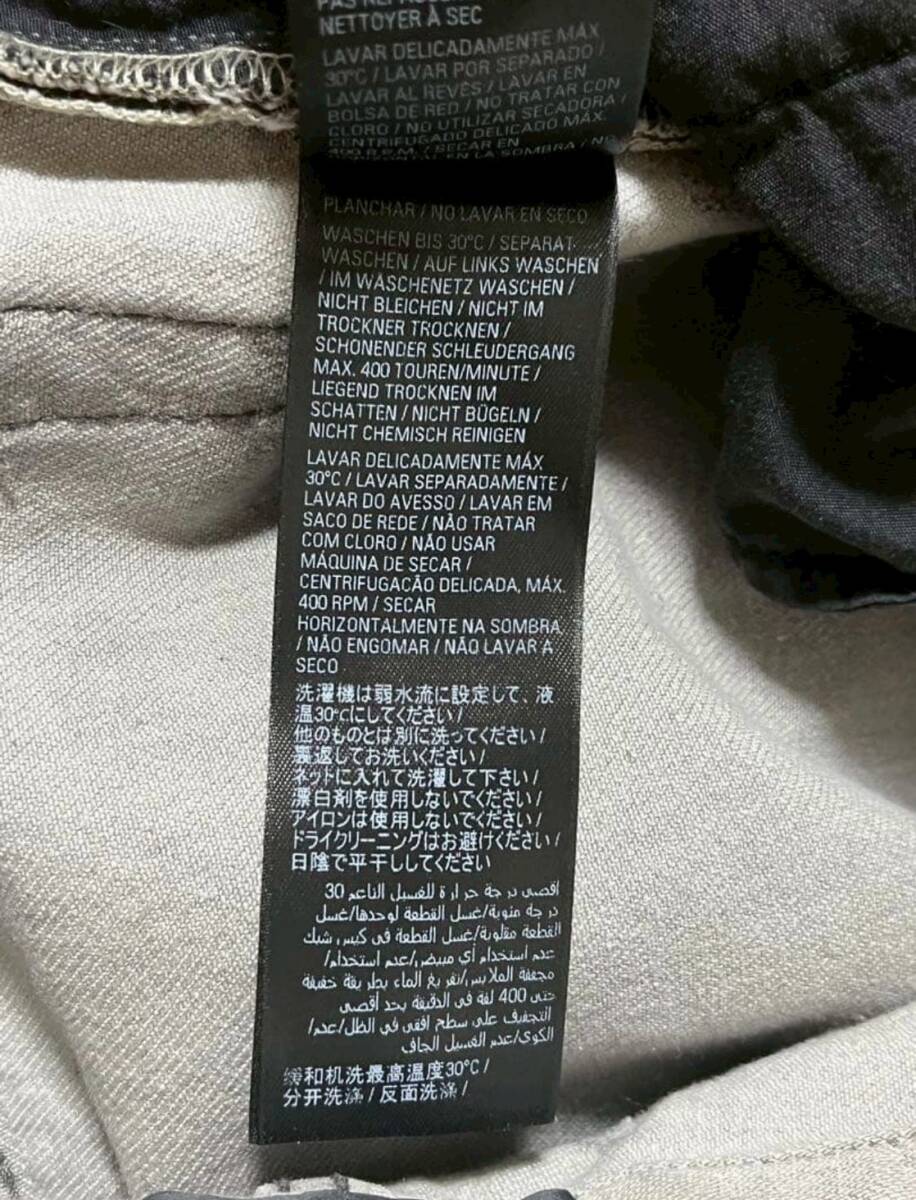 NETTOYER À SEC
LAVAR DELICADAMENTE MÁX
30°C / LAVAR POR SEPARADO /
LAVAR AL REVÉS / LAVAR EN
BOLSA DE RED / NO TRATAR CON
CLORO / NO UTILIZAR SECADORA /
CENTRIFUGADO DELICADO MÁX.
400 R.P.M. / SECAR EN
EN LA SOMBRA / NO
PLANCHAR / NO LAVAR EN SECO
WASCHEN BIS 30°C / SEPARAT
WASCHEN / AUF LINKS WASCHEN
/ IM WÄSCHENETZ WASCHEN /
NICHT BLEICHEN / NICHT IM
TROCKNER TROCKNEN /
SCHONENDER SCHLEUDERGANG
MAX. 400 TOUREN/MINUTE /
LIEGEND TROCKNEN IM
SCHATTEN / NICHT BÜGELN /
NICHT CHEMISCH REINIGEN
LAVAR DELICADAMENTE MÁX
30°C / LAVAR SEPARADAMENTE /
LAVAR DO AVESSO / LAVAR EM
SACO DE REDE / NÃO TRATAR
COM CLORO / NÃO USAR
MÁQUINA DE SECAR /
CENTRIFUGAÇÃO DELICADA, MÁX.
400 RPM / SECAR
HORIZONTALMENTE NA SOMBRA
/ NÃO ENGOMAR / NÃO LAVAR A
SECO
洗濯機は弱水流に設定して、液
温30℃にしてください/
他のものとは別に洗ってください/
裏返してお洗いください/
ネットに入れて洗濯して下さい/
漂白剤を使用しないでください/
アイロンは使用しないでください/
ドライクリーニングはお避けください/
日陰で平干ししてください
اقصى درجة حرارة للغسيل الناعم 30
درجة مئوية/غسل القطعة لوحدها/غسل
القطعة مقلوبة/غسل القطعة في كيس شبك
عدم استخدام أي مبيض/عدم استخدام/
مجففة الملابس/تفريغ الماء بطريقة خفيفة
حتى 400 لفة في الدقيقة بحد أقصى
التجفيف على سطح افقي في الظل/عدم/
الكوي/عدم الغسيل الجاف
缓和机洗最高温度30°C /
分开洗涤 / 反面洗涤 /